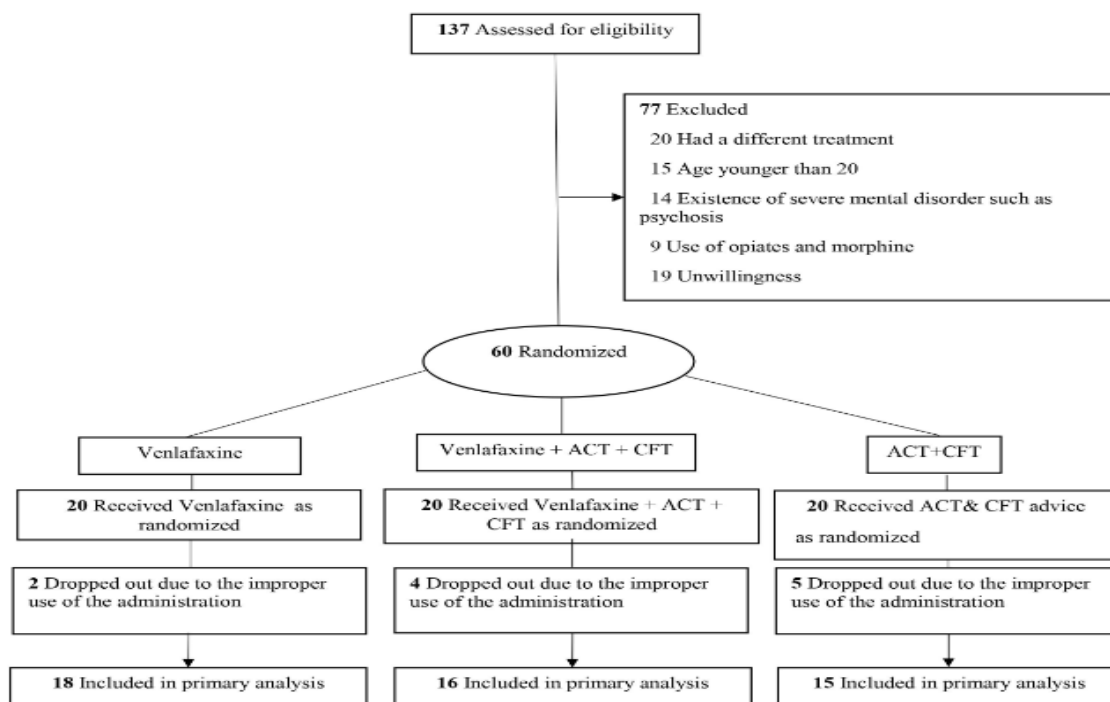 137 Assessed for eligibility
77 Excluded
20 Had a different treatment
15 Age younger than 20
14 Existence of severe mental disorder such as
psychosis
9 Use of opiates and morphine
19 Unwillingness
60 Randomized
Venlafaxine
Venlafaxine + ACT + CFT
ACT+CFT
20 Received Venlafaxine as
randomized
20 Received Venlafaxine + ACT +
CFT as randomized
20 Received ACT& CFT advice
as randomized
2 Dropped out due to the improper
use of the administration
4 Dropped out due to the improper
use of the administration
5 Dropped out due to the improper
use of the administration
18 Included in primary analysis
16 Included in primary analysis
15 Included in primary analysis